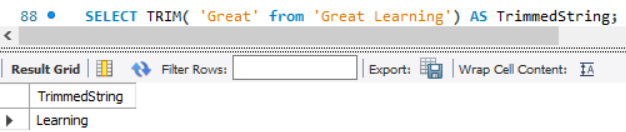 88 SELECT TRIM( 'Great' from 'Great Learning') AS TrimmedString;
Result Grid Filter Rows: Export: Wrap Cell Content: IA
TrimmedString
Learning